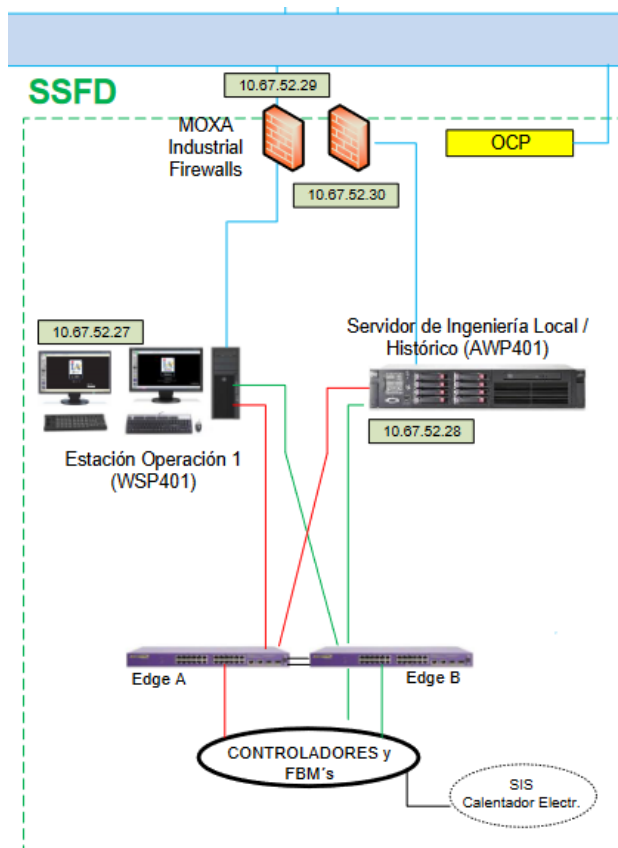 SSFD
10.67.52.29
MOXA
Industrial
Firewalls
OCP
10.67.52.30
10.67.52.27
Servidor de Ingeniería Local /
Histórico (AWP401)
10.67.52.28
Estación Operación 1
(WSP401)
Edge A
Edge B
CONTROLADORES y
FBM´s
SIS
Calentador Electr.